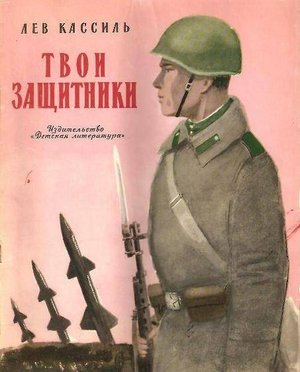 ЛЕВ КАССИЛЬ
ТВОИ
ЗАЩИТНИКИ
Издательство
«Детская литература»